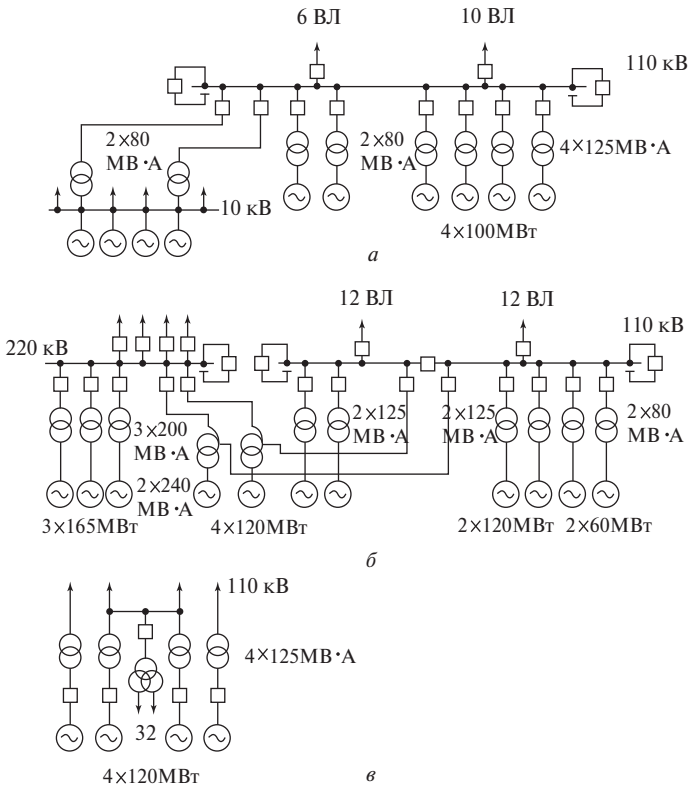 6 ВЛ
10 ВЛ
110 кВ
2×80
МВ·А
2×80
МВ·А
4×125МВ·А
10 кВ
4×100МВт
а
12 ВЛ
12 ВЛ
220 кВ
110 кВ
3×200
МВ·А
2×125
МВ·А
2×125
МВ·А
2×80
МВ·А
2×240
МВ·А
3×165МВт
4×120МВт
2×120МВт
2×60МВт
б
110 кВ
4×125МВ·А
32
4×120МВт
в